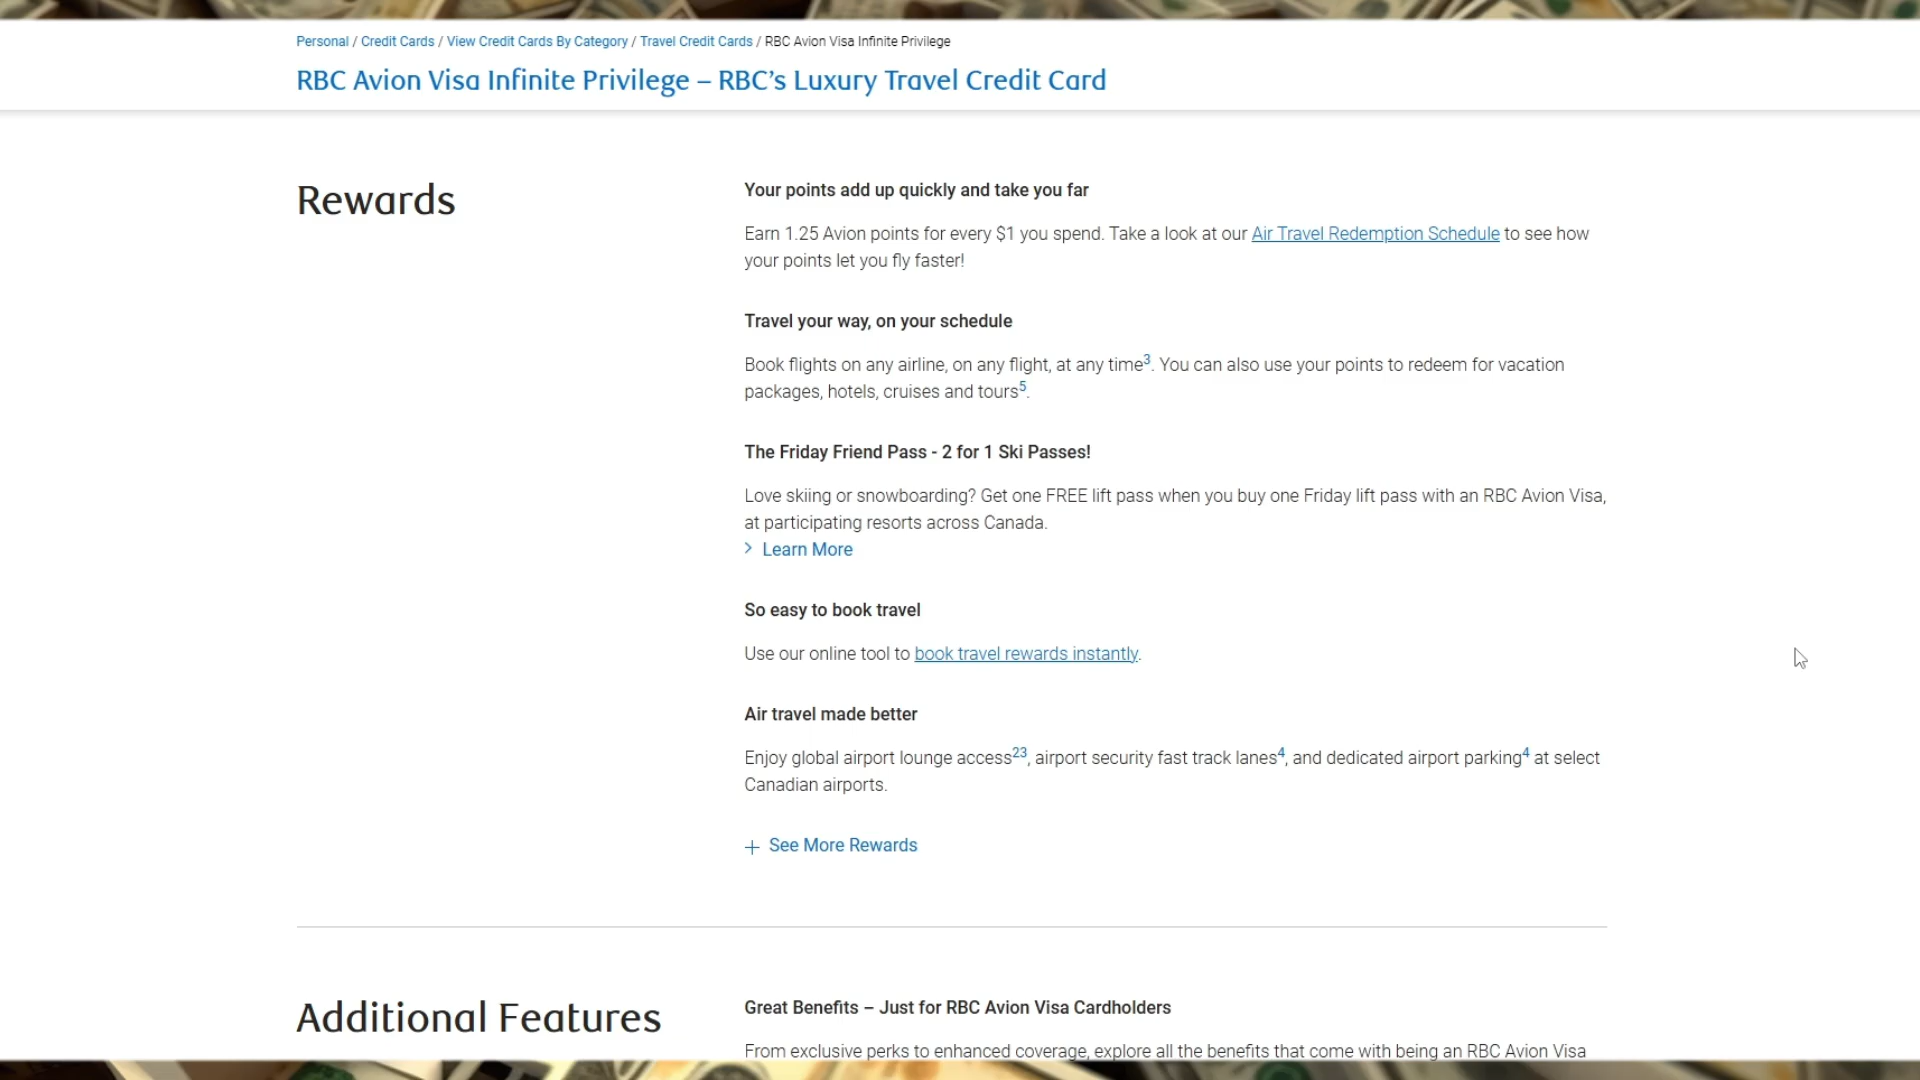 Personal / Credit Cards / View Credit Cards By Category / Travel Credit Cards / RBC Avion Visa Infinite Privilege
RBC Avion Visa Infinite Privilege – RBC’s Luxury Travel Credit Card
Rewards
Your points add up quickly and take you far
Earn 1.25 Avion points for every $1 you spend. Take a look at our Air Travel Redemption Schedule to see how
your points let you fly faster!
Travel your way, on your schedule
Book flights on any airline, on any flight, at any time3. You can also use your points to redeem for vacation
packages, hotels, cruises and tours5.
The Friday Friend Pass - 2 for 1 Ski Passes!
Love skiing or snowboarding? Get one FREE lift pass when you buy one Friday lift pass with an RBC Avion Visa,
at participating resorts across Canada.
> Learn More
So easy to book travel
Use our online tool to book travel rewards instantly.
Air travel made better
Enjoy global airport lounge access23, airport security fast track lanes4, and dedicated airport parking4 at select
Canadian airports.
+ See More Rewards
Additional Features
Great Benefits – Just for RBC Avion Visa Cardholders
From exclusive perks to enhanced coverage, explore all the benefits that come with being an RBC Avion Visa